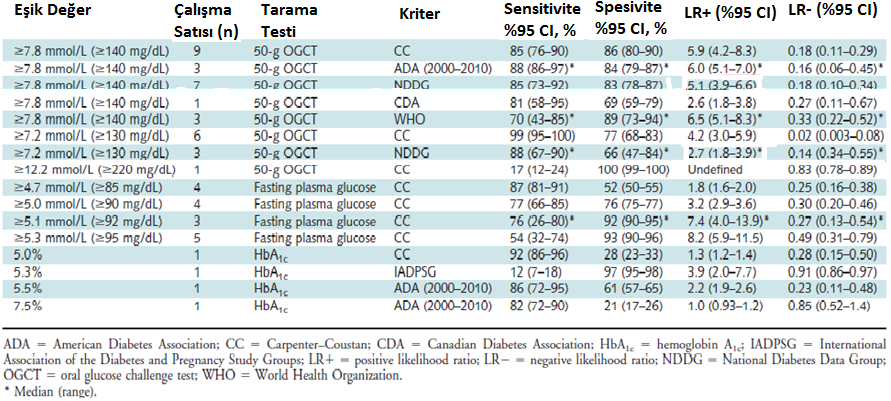 Eşik Değer Çalışma Satısı (n) Tarama Testi Kriter Sensitivite %95 CI, % Spesivite %95 CI, % LR+ (%95 CI) LR- (%95 CI)
≥7.8 mmol/L (≥140 mg/dL) 9 50-g OGCT CC 85 (76–90) 86 (80–90) 5.9 (4.2–8.3) 0.18 (0.11–0.29)
≥7.8 mmol/L (≥140 mg/dL) 3 50-g OGCT ADA (2000–2010) 88 (86–97)* 84 (79–87)* 6.0 (5.1–7.0)* 0.16 (0.06–0.45)*
≥7.8 mmol/L (≥140 mg/dL) 7 50-g OGCT NDDG 85 (73–92) 83 (78–87) 5.1 (3.9–6.6) 0.18 (0.10–0.34)
≥7.8 mmol/L (≥140 mg/dL) 1 50-g OGCT CDA 81 (58–95) 69 (59–79) 2.6 (1.8–3.8) 0.27 (0.11–0.67)
≥7.8 mmol/L (≥140 mg/dL) 3 50-g OGCT WHO 70 (43–85)* 89 (73–94)* 6.5 (5.1–8.3)* 0.33 (0.22–0.52)*
≥7.2 mmol/L (≥130 mg/dL) 6 50-g OGCT CC 99 (95–100) 77 (68–83) 4.2 (3.0–5.9) 0.02 (0.003–0.08)
≥7.2 mmol/L (≥130 mg/dL) 3 50-g OGCT NDDG 88 (67–90)* 66 (47–84)* 2.7 (1.8–3.9)* 0.14 (0.34–0.55)*
≥12.2 mmol/L (≥220 mg/dL) 1 50-g OGCT CC 17 (12–24) 100 (99–100) Undefined 0.83 (0.78–0.89)
≥4.7 mmol/L (≥85 mg/dL) 4 Fasting plasma glucose CC 87 (81–91) 52 (50–55) 1.8 (1.6–2.0) 0.25 (0.16–0.38)
≥5.0 mmol/L (≥90 mg/dL) 4 Fasting plasma glucose CC 77 (66–85) 76 (75–77) 3.2 (2.9–3.6) 0.30 (0.20–0.46)
≥5.1 mmol/L (≥92 mg/dL) 3 Fasting plasma glucose CC 76 (26–80)* 92 (90–95)* 7.4 (4.0–13.9)* 0.27 (0.13–0.54)*
≥5.3 mmol/L (≥95 mg/dL) 5 Fasting plasma glucose CC 54 (32–74) 93 (90–96) 8.2 (5.9–11.5) 0.49 (0.31–0.79)
5.0% 1 HbA1c CC 92 (86–96) 28 (23–33) 1.3 (1.2–1.4) 0.28 (0.15–0.50)
5.3% 1 HbA1c IADPSG 12 (7–18) 97 (95–98) 3.9 (2.0–7.7) 0.91 (0.86–0.97)
5.5% 1 HbA1c ADA (2000–2010) 86 (72–95) 61 (57–65) 2.2 (1.9–2.6) 0.23 (0.11–0.48)
7.5% 1 HbA1c ADA (2000–2010) 82 (72–90) 21 (17–26) 1.0 (0.93–1.2) 0.85 (0.52–1.4)
ADA = American Diabetes Association; CC = Carpenter–Coustan; CDA = Canadian Diabetes Association; HbA1c = hemoglobin A1c; IADPSG = International
Association of the Diabetes and Pregnancy Study Groups; LR+ = positive likelihood ratio; LR− = negative likelihood ratio; NDDG = National Diabetes Data Group;
OGCT = oral glucose challenge test; WHO = World Health Organization.
* Median (range).